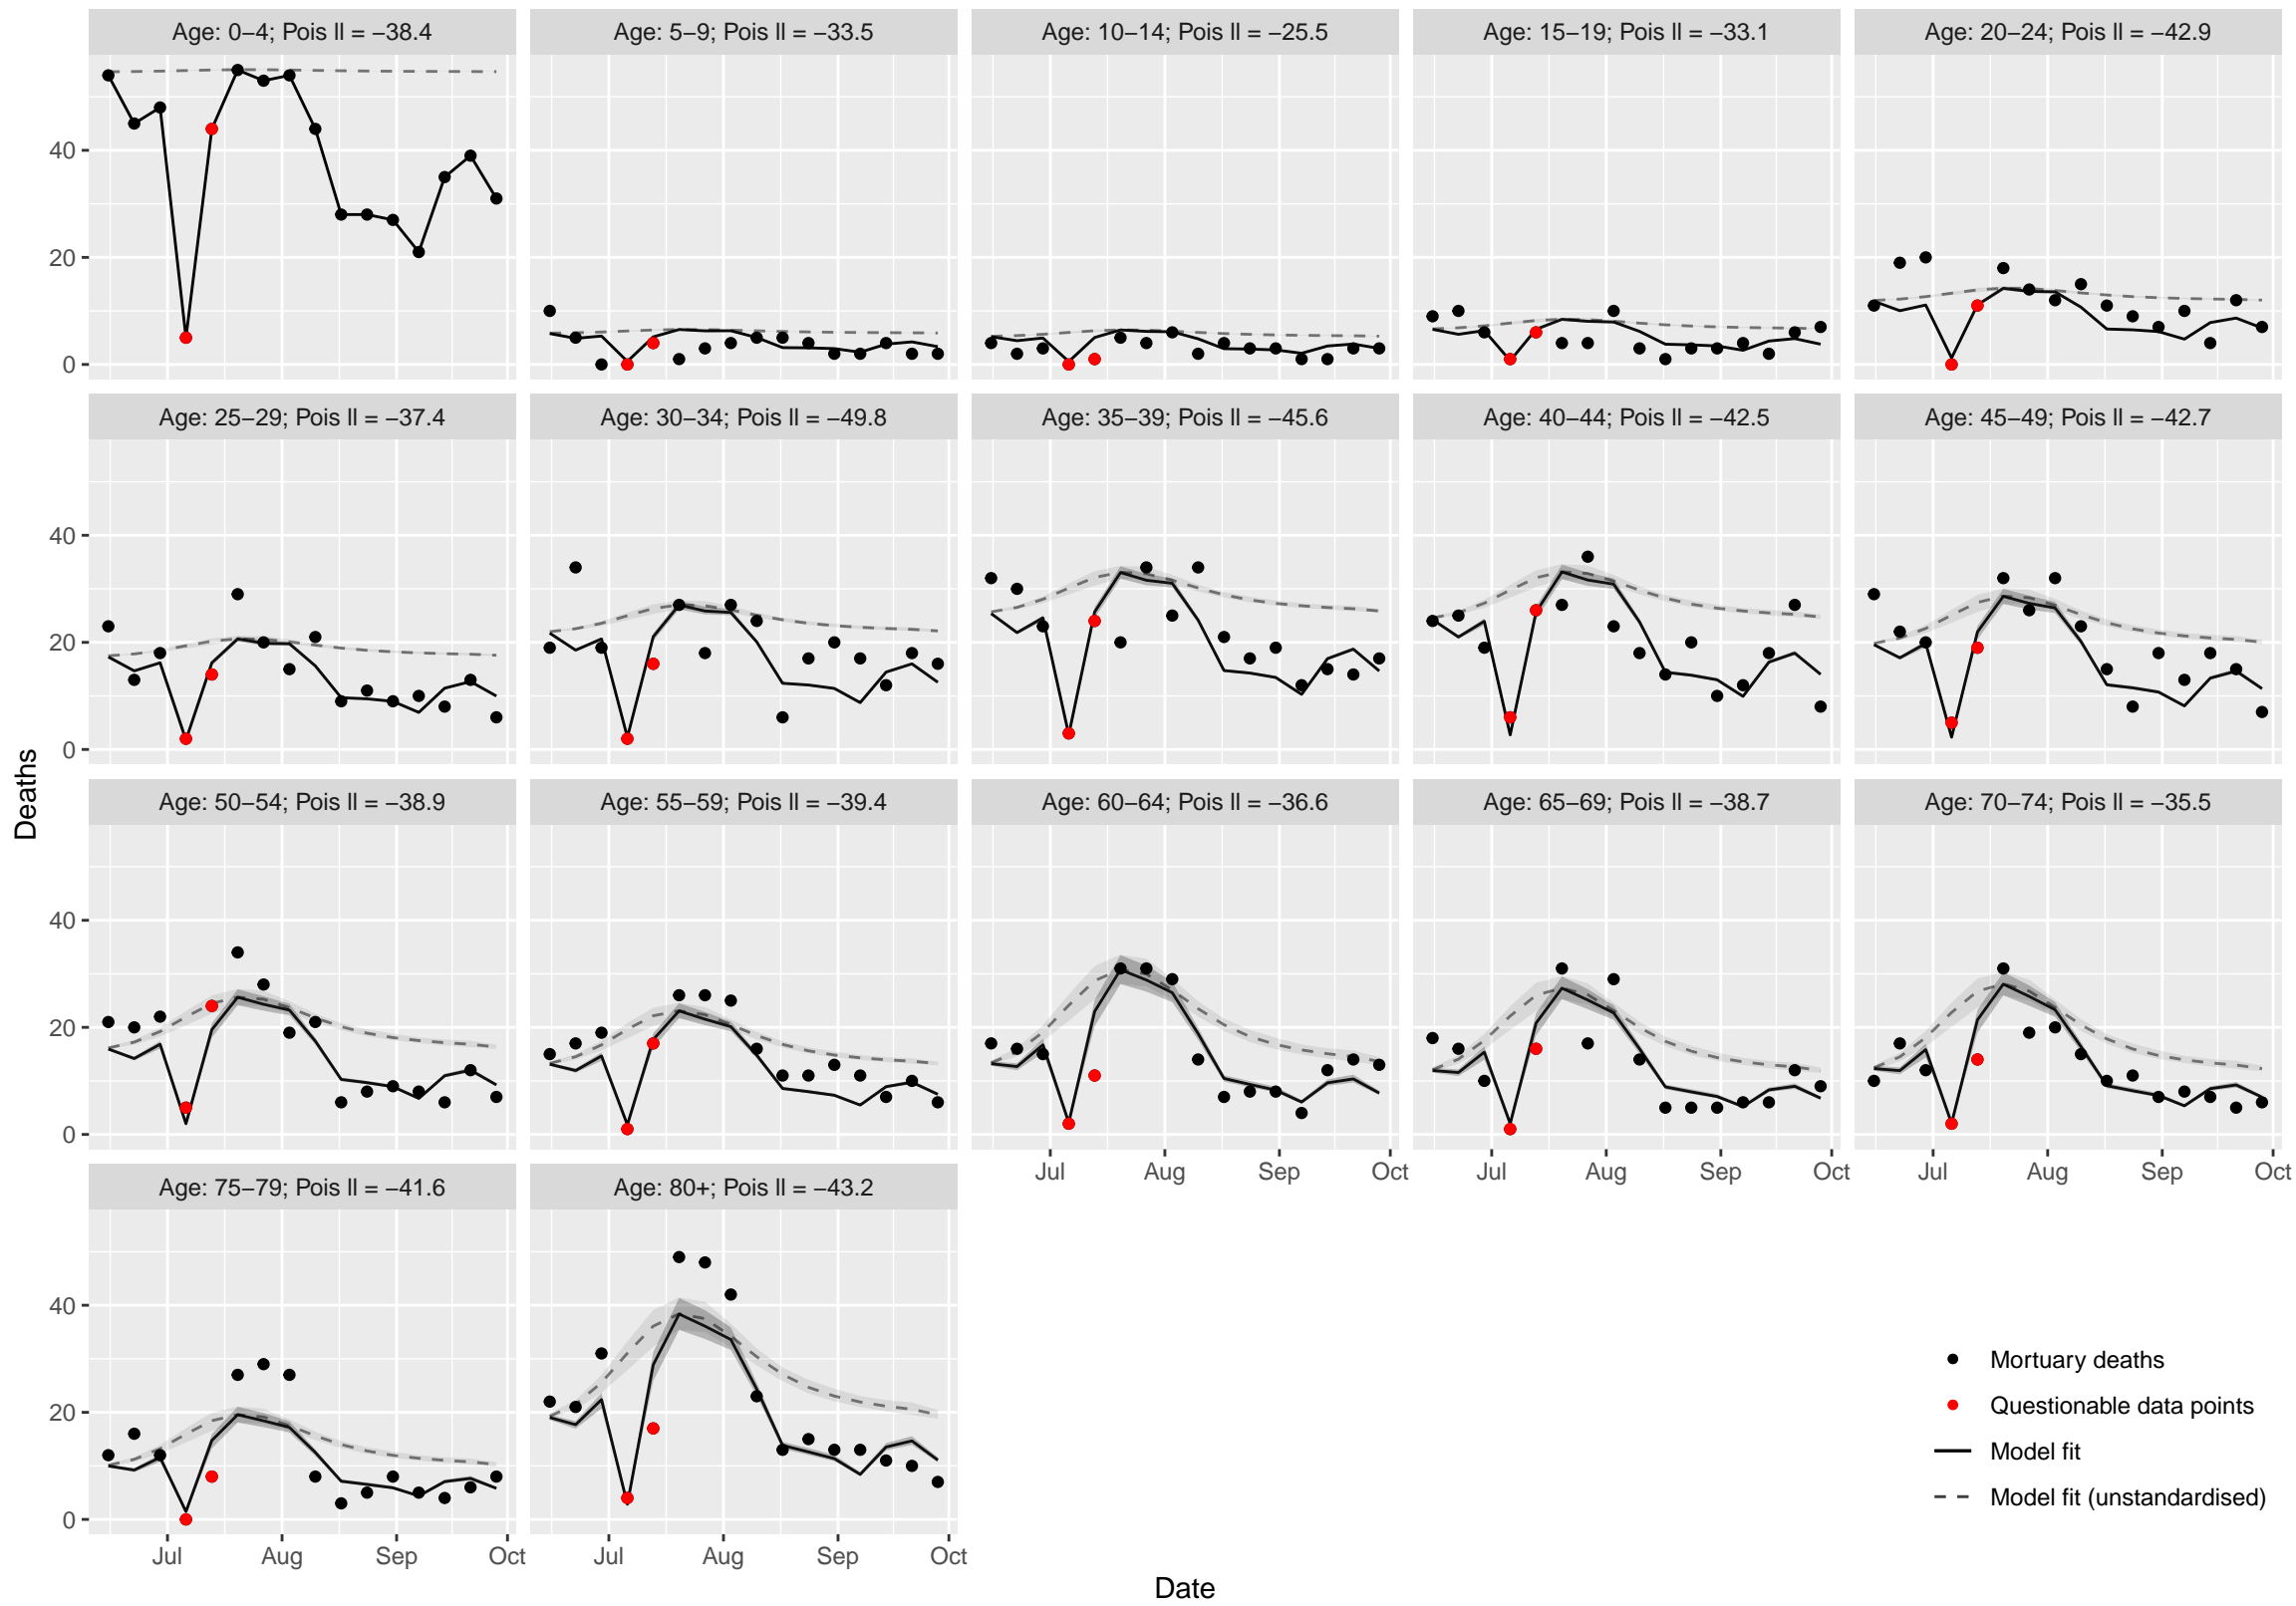 Age: 0−4; Pois ll = −38.4
Age: 5−9; Pois ll = −33.5
Age: 10−14; Pois ll = −25.5
Age: 15−19; Pois ll = −33.1
Age: 20−24; Pois ll = −42.9
40
20
0
Age: 25−29; Pois ll = −37.4
Age: 30−34; Pois ll = −49.8
Age: 35−39; Pois ll = −45.6
Age: 40−44; Pois ll = −42.5
Age: 45−49; Pois ll = −42.7
40
20
0
Deaths
Age: 50−54; Pois ll = −38.9
Age: 55−59; Pois ll = −39.4
Age: 60−64; Pois ll = −36.6
Age: 65−69; Pois ll = −38.7
Age: 70−74; Pois ll = −35.5
40
20
0
Jul Aug Sep Oct
Jul Aug Sep Oct
Jul Aug Sep Oct
Age: 75−79; Pois ll = −41.6
Age: 80+; Pois ll = −43.2
40
20
0
Jul Aug Sep Oct
Jul Aug Sep Oct
Mortuary deaths
Questionable data points
Model fit
Model fit (unstandardised)
Date